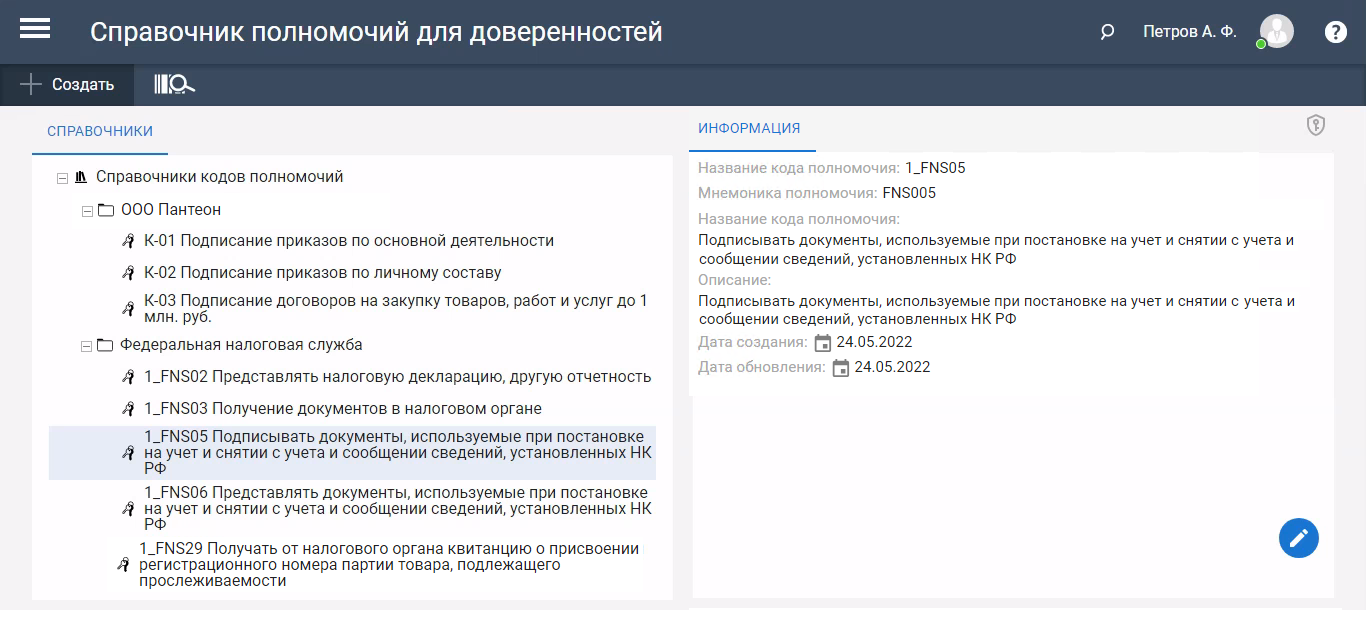 Справочник полномочий для доверенностей
Петров А. Ф.
?
Создать
СПРАВОЧНИКИ
Справочники кодов полномочий
ООО Пантеон
К-01 Подписание приказов по основной деятельности
К-02 Подписание приказов по личному составу
К-03 Подписание договоров на закупку товаров, работ и услуг до 1
млн. руб.
Федеральная налоговая служба
1_FNS02 Представлять налоговую декларацию, другую отчетность
1_FNS03 Получение документов в налоговом органе
1_FNS05 Подписывать документы, используемые при постановке
на учет и снятии с учета и сообщении сведений, установленных НК
РФ
1_FNS06 Представлять документы, используемые при постановке
на учет и снятии с учета и сообщении сведений, установленных НК
РФ
1_FNS29 Получать от налогового органа квитанцию о присвоении
регистрационного номера партии товара, подлежащего
прослеживаемости
ИНФОРМАЦИЯ
Название кода полномочия: 1_FNS05
Мнемоника полномочия: FNS005
Название кода полномочия:
Подписывать документы, используемые при постановке на учет и снятии с учета и
сообщении сведений, установленных НК РФ
Описание:
Подписывать документы, используемые при постановке на учет и снятии с учета и
сообщении сведений, установленных НК РФ
Дата создания: 24.05.2022
Дата обновления: 24.05.2022